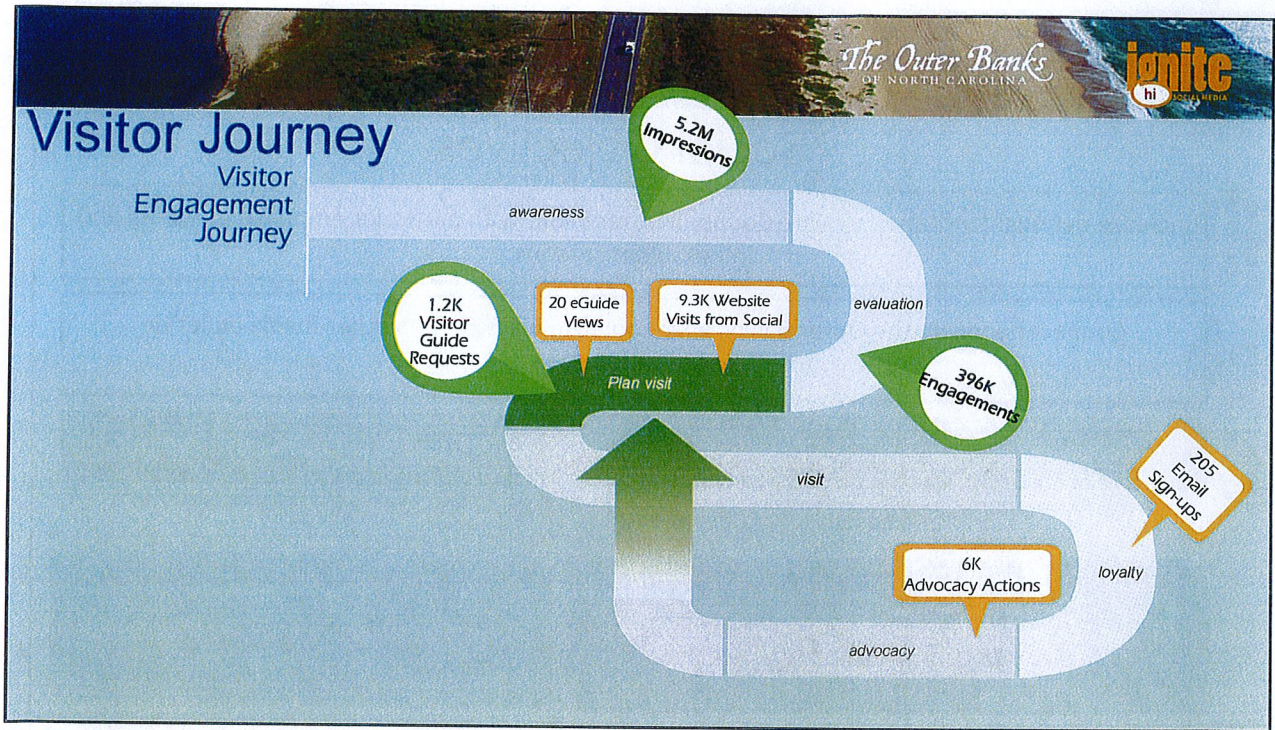 The Outer Banks
OF NORTH CAROLINA
ignite
hi
SOCIAL MEDIA
Visitor Journey
Visitor
Engagement
Journey
5.2M
Impressions
awareness
evaluation
1.2K
Visitor
Guide
Requests
20 eGuide
Views
9.3K Website
Visits from Social
Plan visit
396K
Engagements
visit
205
Email
Sign-ups
loyalty
6K
Advocacy Actions
advocacy